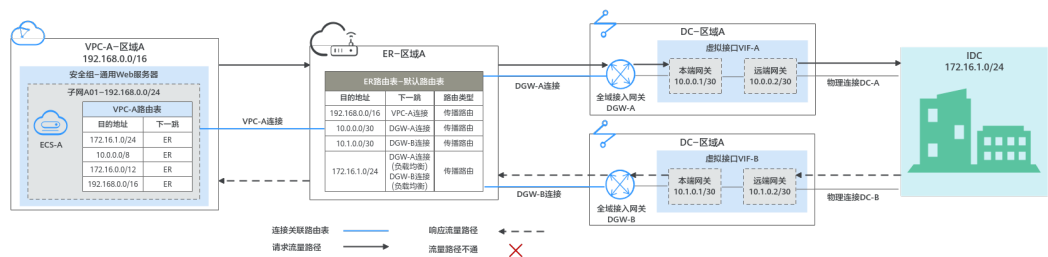 VPC-A-区域A
192.168.0.0/16
安全组-通用Web服务器
子网A01-192.168.0.0/24
ECS-A
VPC-A路由表
目的地址 下一跳
172.16.1.0/24 ER
10.0.0.0/8 ER
172.16.0.0/12 ER
192.168.0.0/16 ER
VPC-A连接
ER-区域A
ER路由表-默认路由表
目的地址 下一跳 路由类型
192.168.0.0/16 VPC-A连接 传播路由
10.0.0.0/30 DGW-A连接 传播路由
10.1.0.0/30 DGW-B连接 传播路由
172.16.1.0/24 DGW-A连接
(负载均衡)
DGW-B连接
(负载均衡) 传播路由
DGW-A连接
DGW-B连接
DC-区域A
虚拟接口VIF-A
本端网关
10.0.0.1/30
远端网关
10.0.0.2/30
全域接入网关
DGW-A
物理连接DC-A
DC-区域A
虚拟接口VIF-B
本端网关
10.1.0.1/30
远端网关
10.1.0.2/30
全域接入网关
DGW-B
物理连接DC-B
IDC
172.16.1.0/24
连接关联路由表
响应流量路径
请求流量路径
流量路径不通